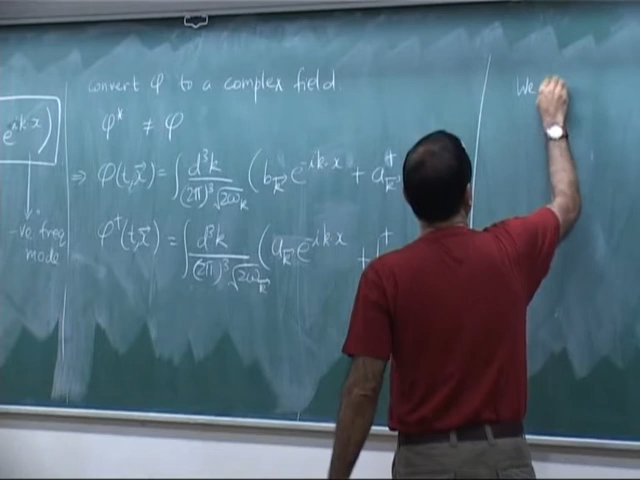 e^{ik·x})
-ve freq
mode
convert φ to a complex field.
φ* ≠ φ
⇒ φ(t,x⃗) = ∫ d³k / (2π)³√2ω_k (b_k⃗ e^{-ik·x} + a†_k⃗
φ†(t,x⃗) = ∫ d³k / (2π)³√2ω_k⃗ (a_k⃗ e^{-ik·x} + b†
We